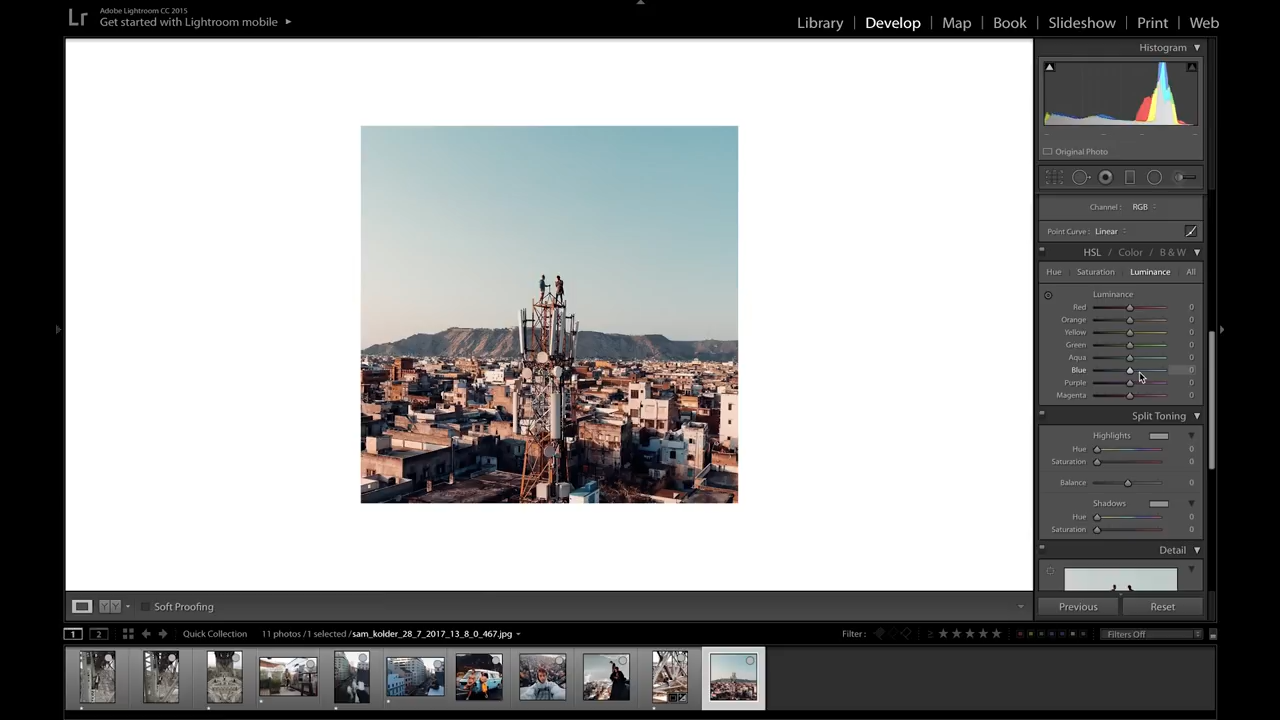 Lr
Adobe Lightroom CC 2015
Get started with Lightroom mobile
Library | Develop | Map | Book | Slideshow | Print | Web
Histogram
Original Photo
Channel : RGB
Point Curve : Linear
HSL / Color / B & W
Hue Saturation Luminance All
Luminance
Red 0
Orange 0
Yellow 0
Green 0
Aqua 0
Blue 0
Purple 0
Magenta 0
Split Toning
Highlights
Hue 0
Saturation 0
Balance 0
Shadows
Hue 0
Saturation 0
Detail
Previous Reset
YY Soft Proofing
1 2 Quick Collection 11 photos / 1 selected / sam_kolder_28_7_2017_13_8_0_467.jpg Filter : Filters Off